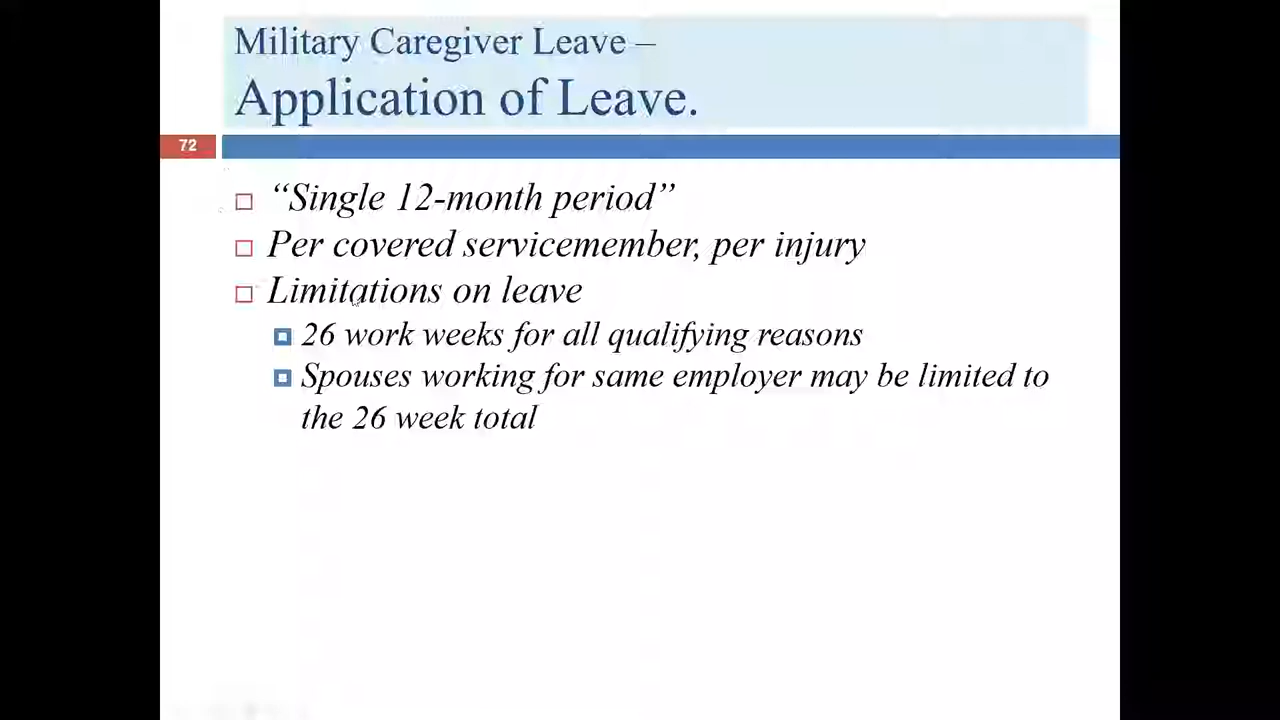 Military Caregiver Leave –
Application of Leave.
72
“Single 12-month period”
Per covered servicemember, per injury
Limitations on leave
26 work weeks for all qualifying reasons
Spouses working for same employer may be limited to
the 26 week total